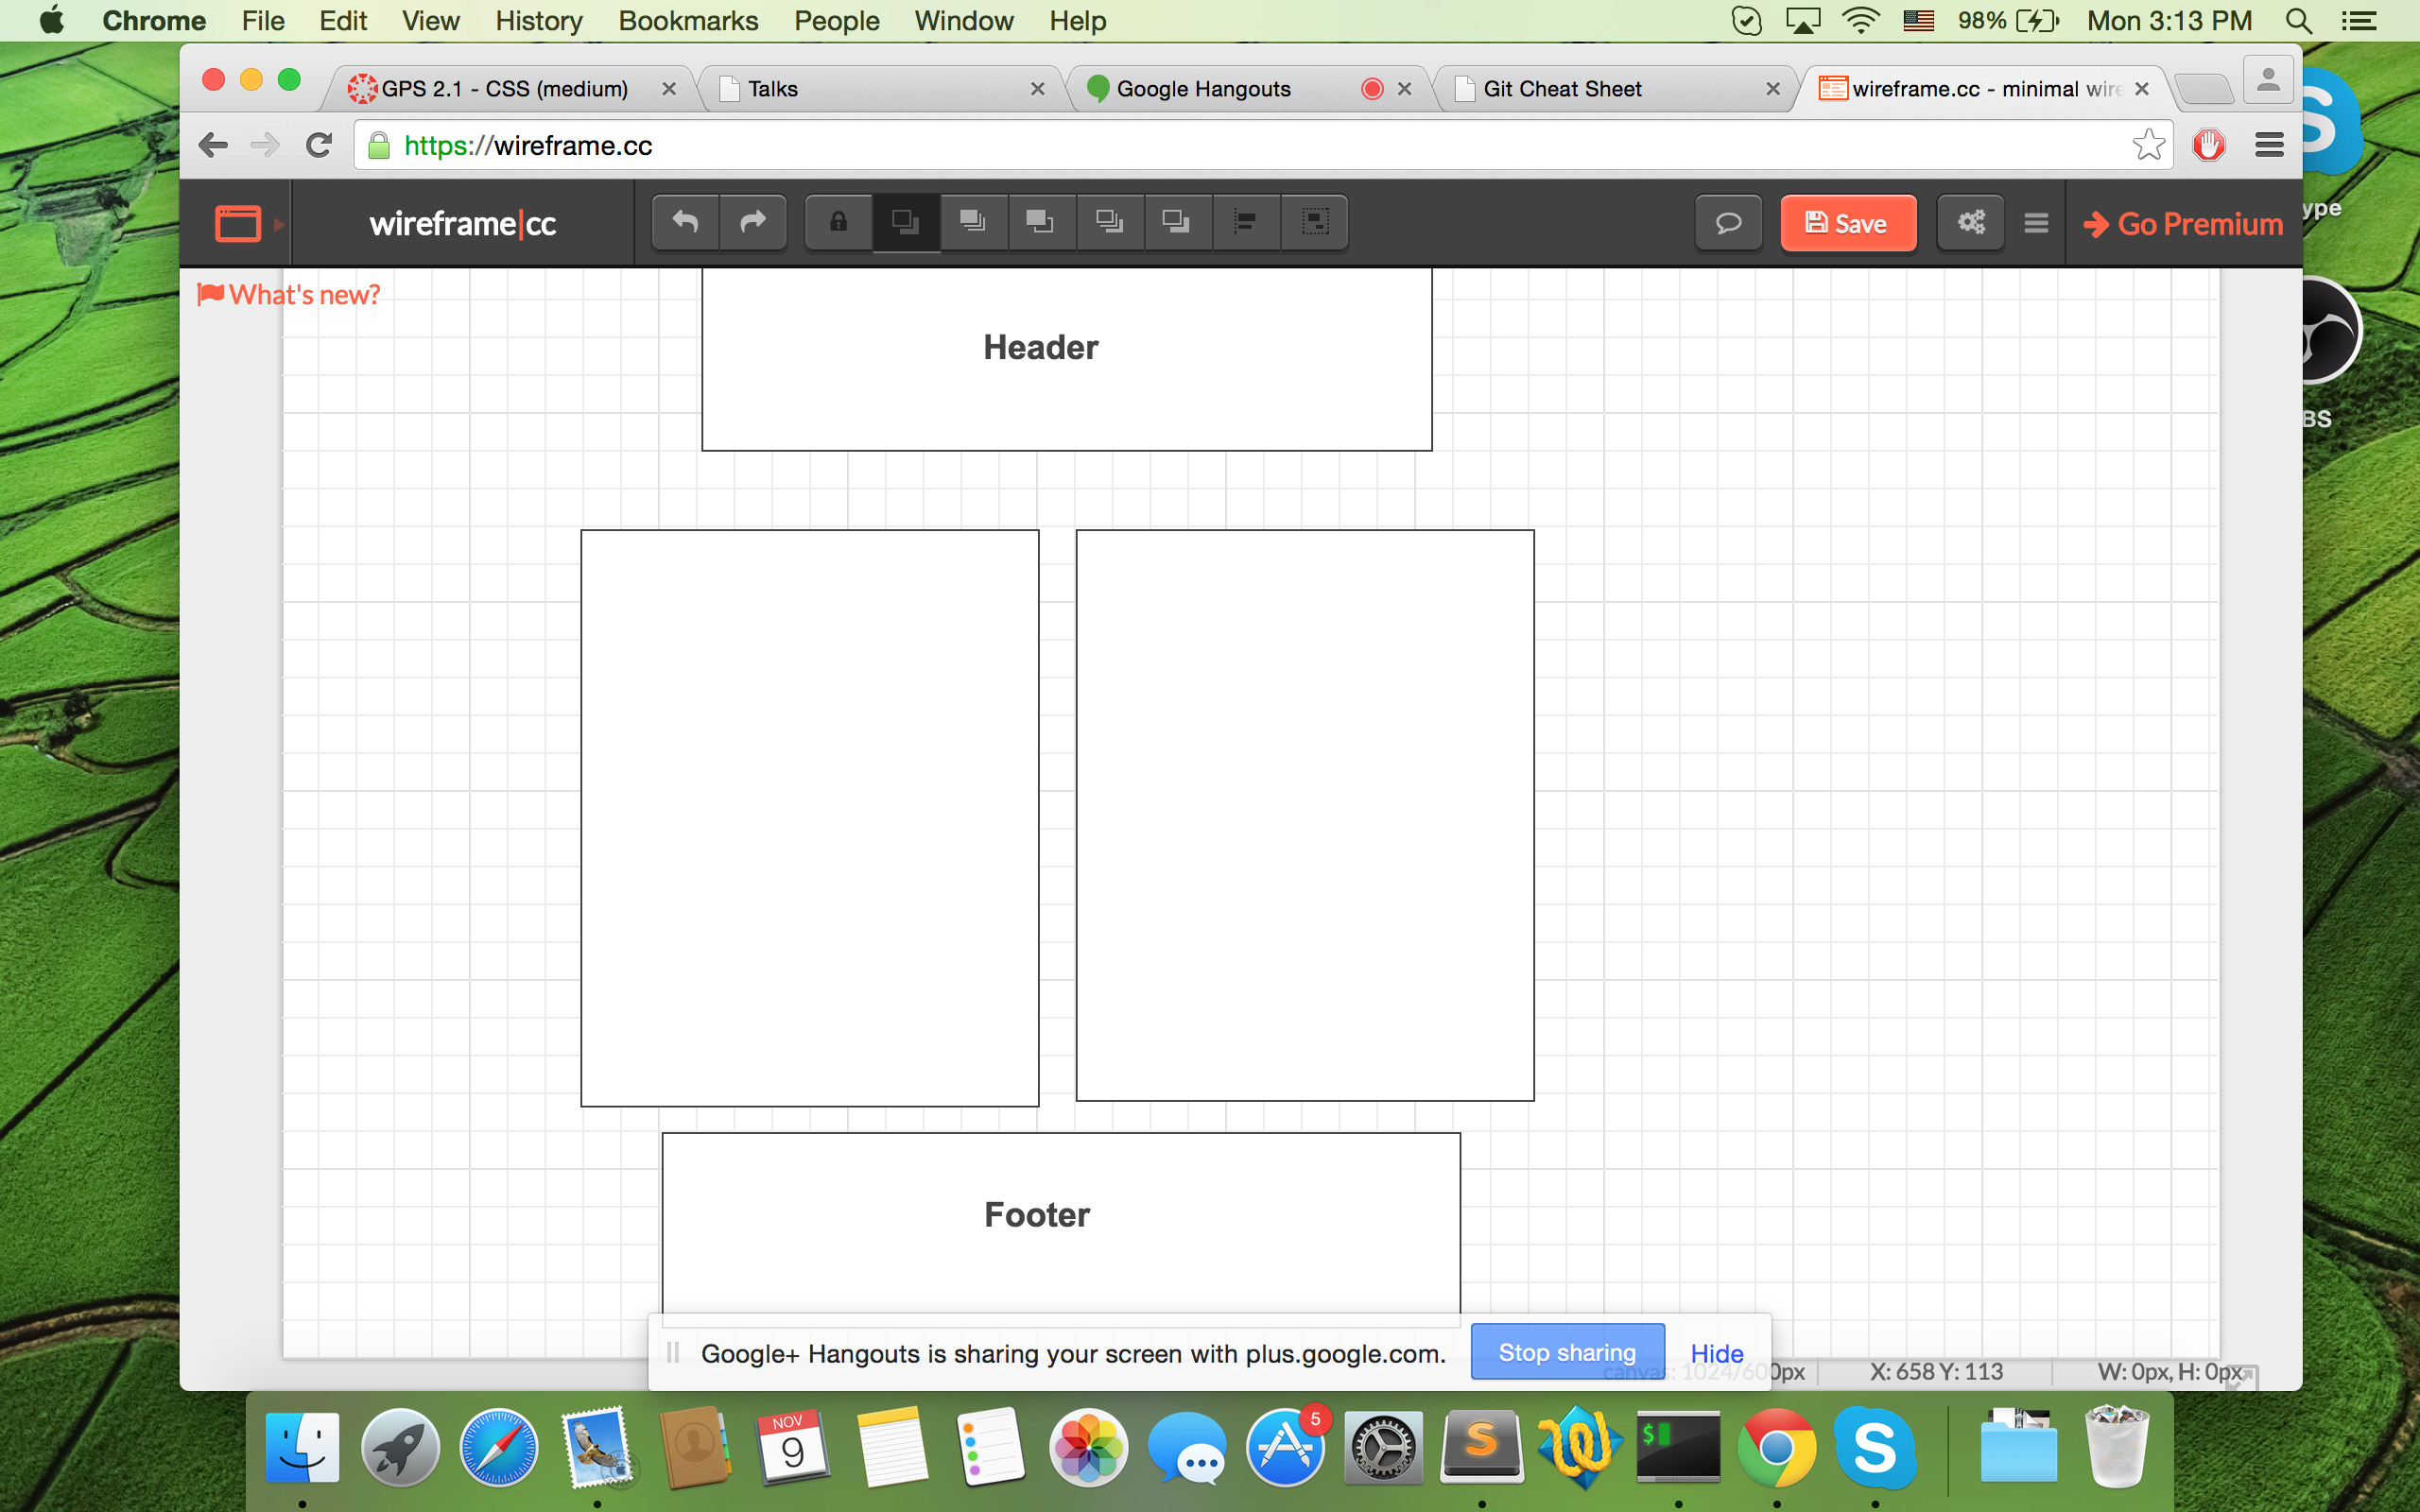 Chrome File Edit View History Bookmarks People Window Help 98% Mon 3:13 PM
GPS 2.1 - CSS (medium) Talks Google Hangouts Git Cheat Sheet wireframe.cc - minimal wire
https://wireframe.cc
wireframe|cc Save Go Premium
ype
What's new?
Header
BS
Footer
Google+ Hangouts is sharing your screen with plus.google.com. Stop sharing Hide
canvas: 1024/600px X: 658 Y: 113 W: 0px, H: 0px
NOV
9
5
$
S
S